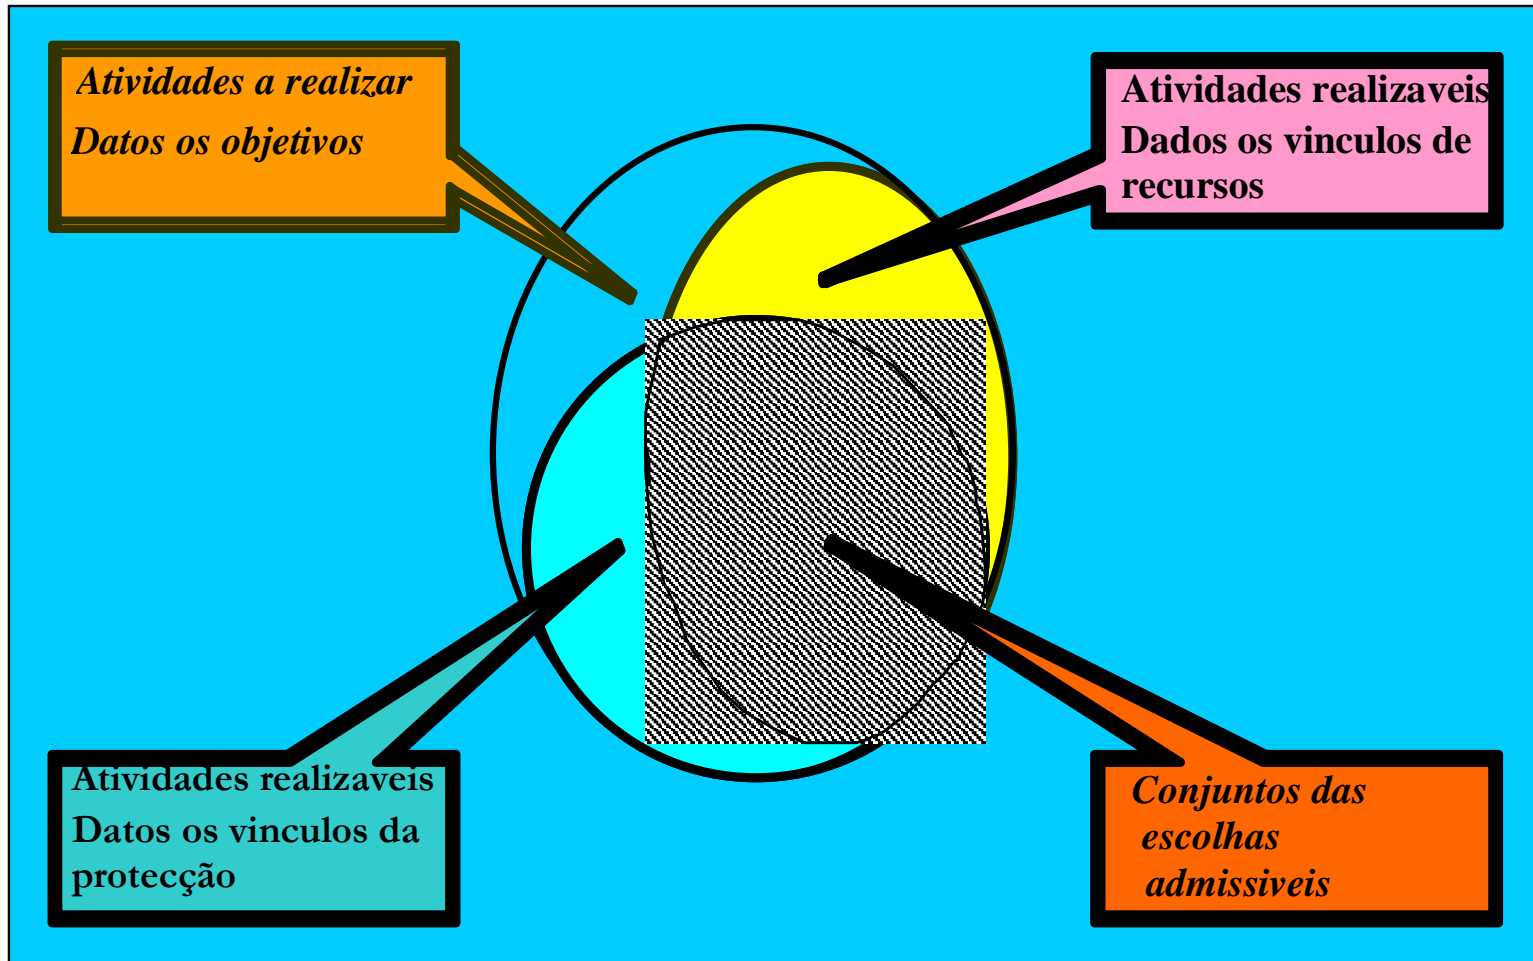 Atividades a realizar
Datos os objetivos
Atividades realizaveis
Dados os vinculos de
recursos
Atividades realizaveis
Datos os vinculos da
protecção
Conjuntos das
escolhas
admissiveis